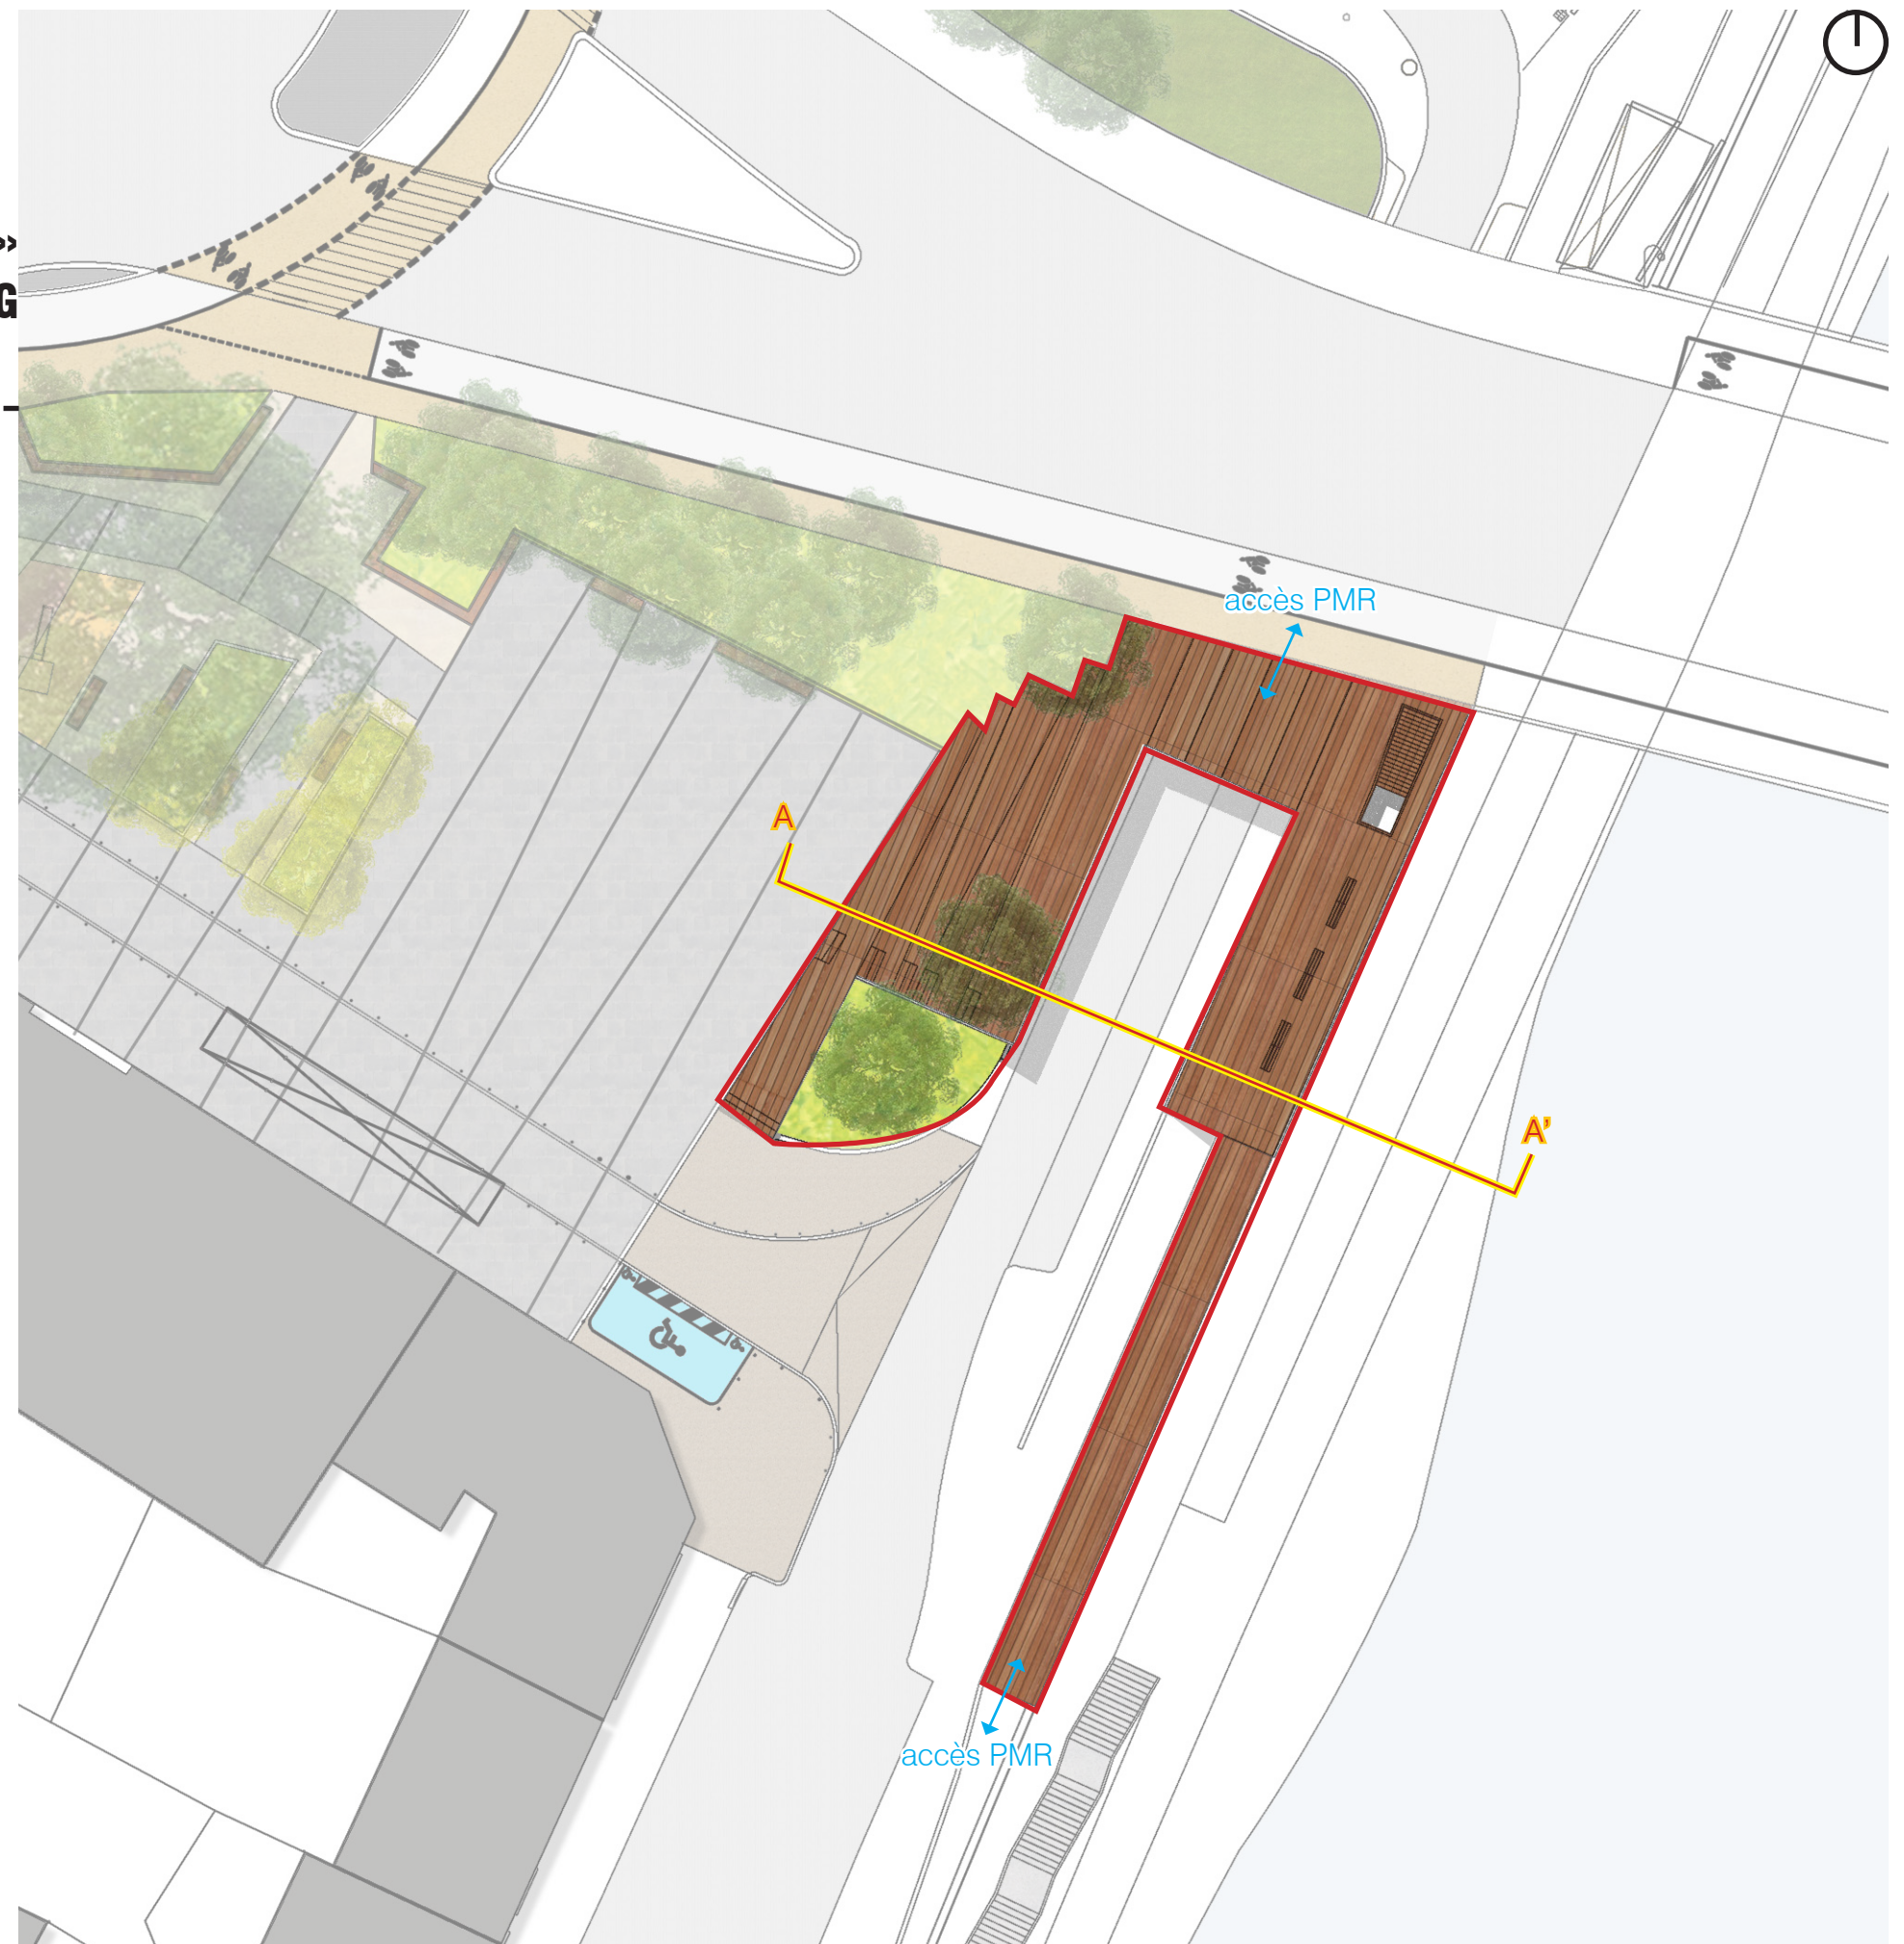 »
G
–
accès PMR
A
A'
accès PMR